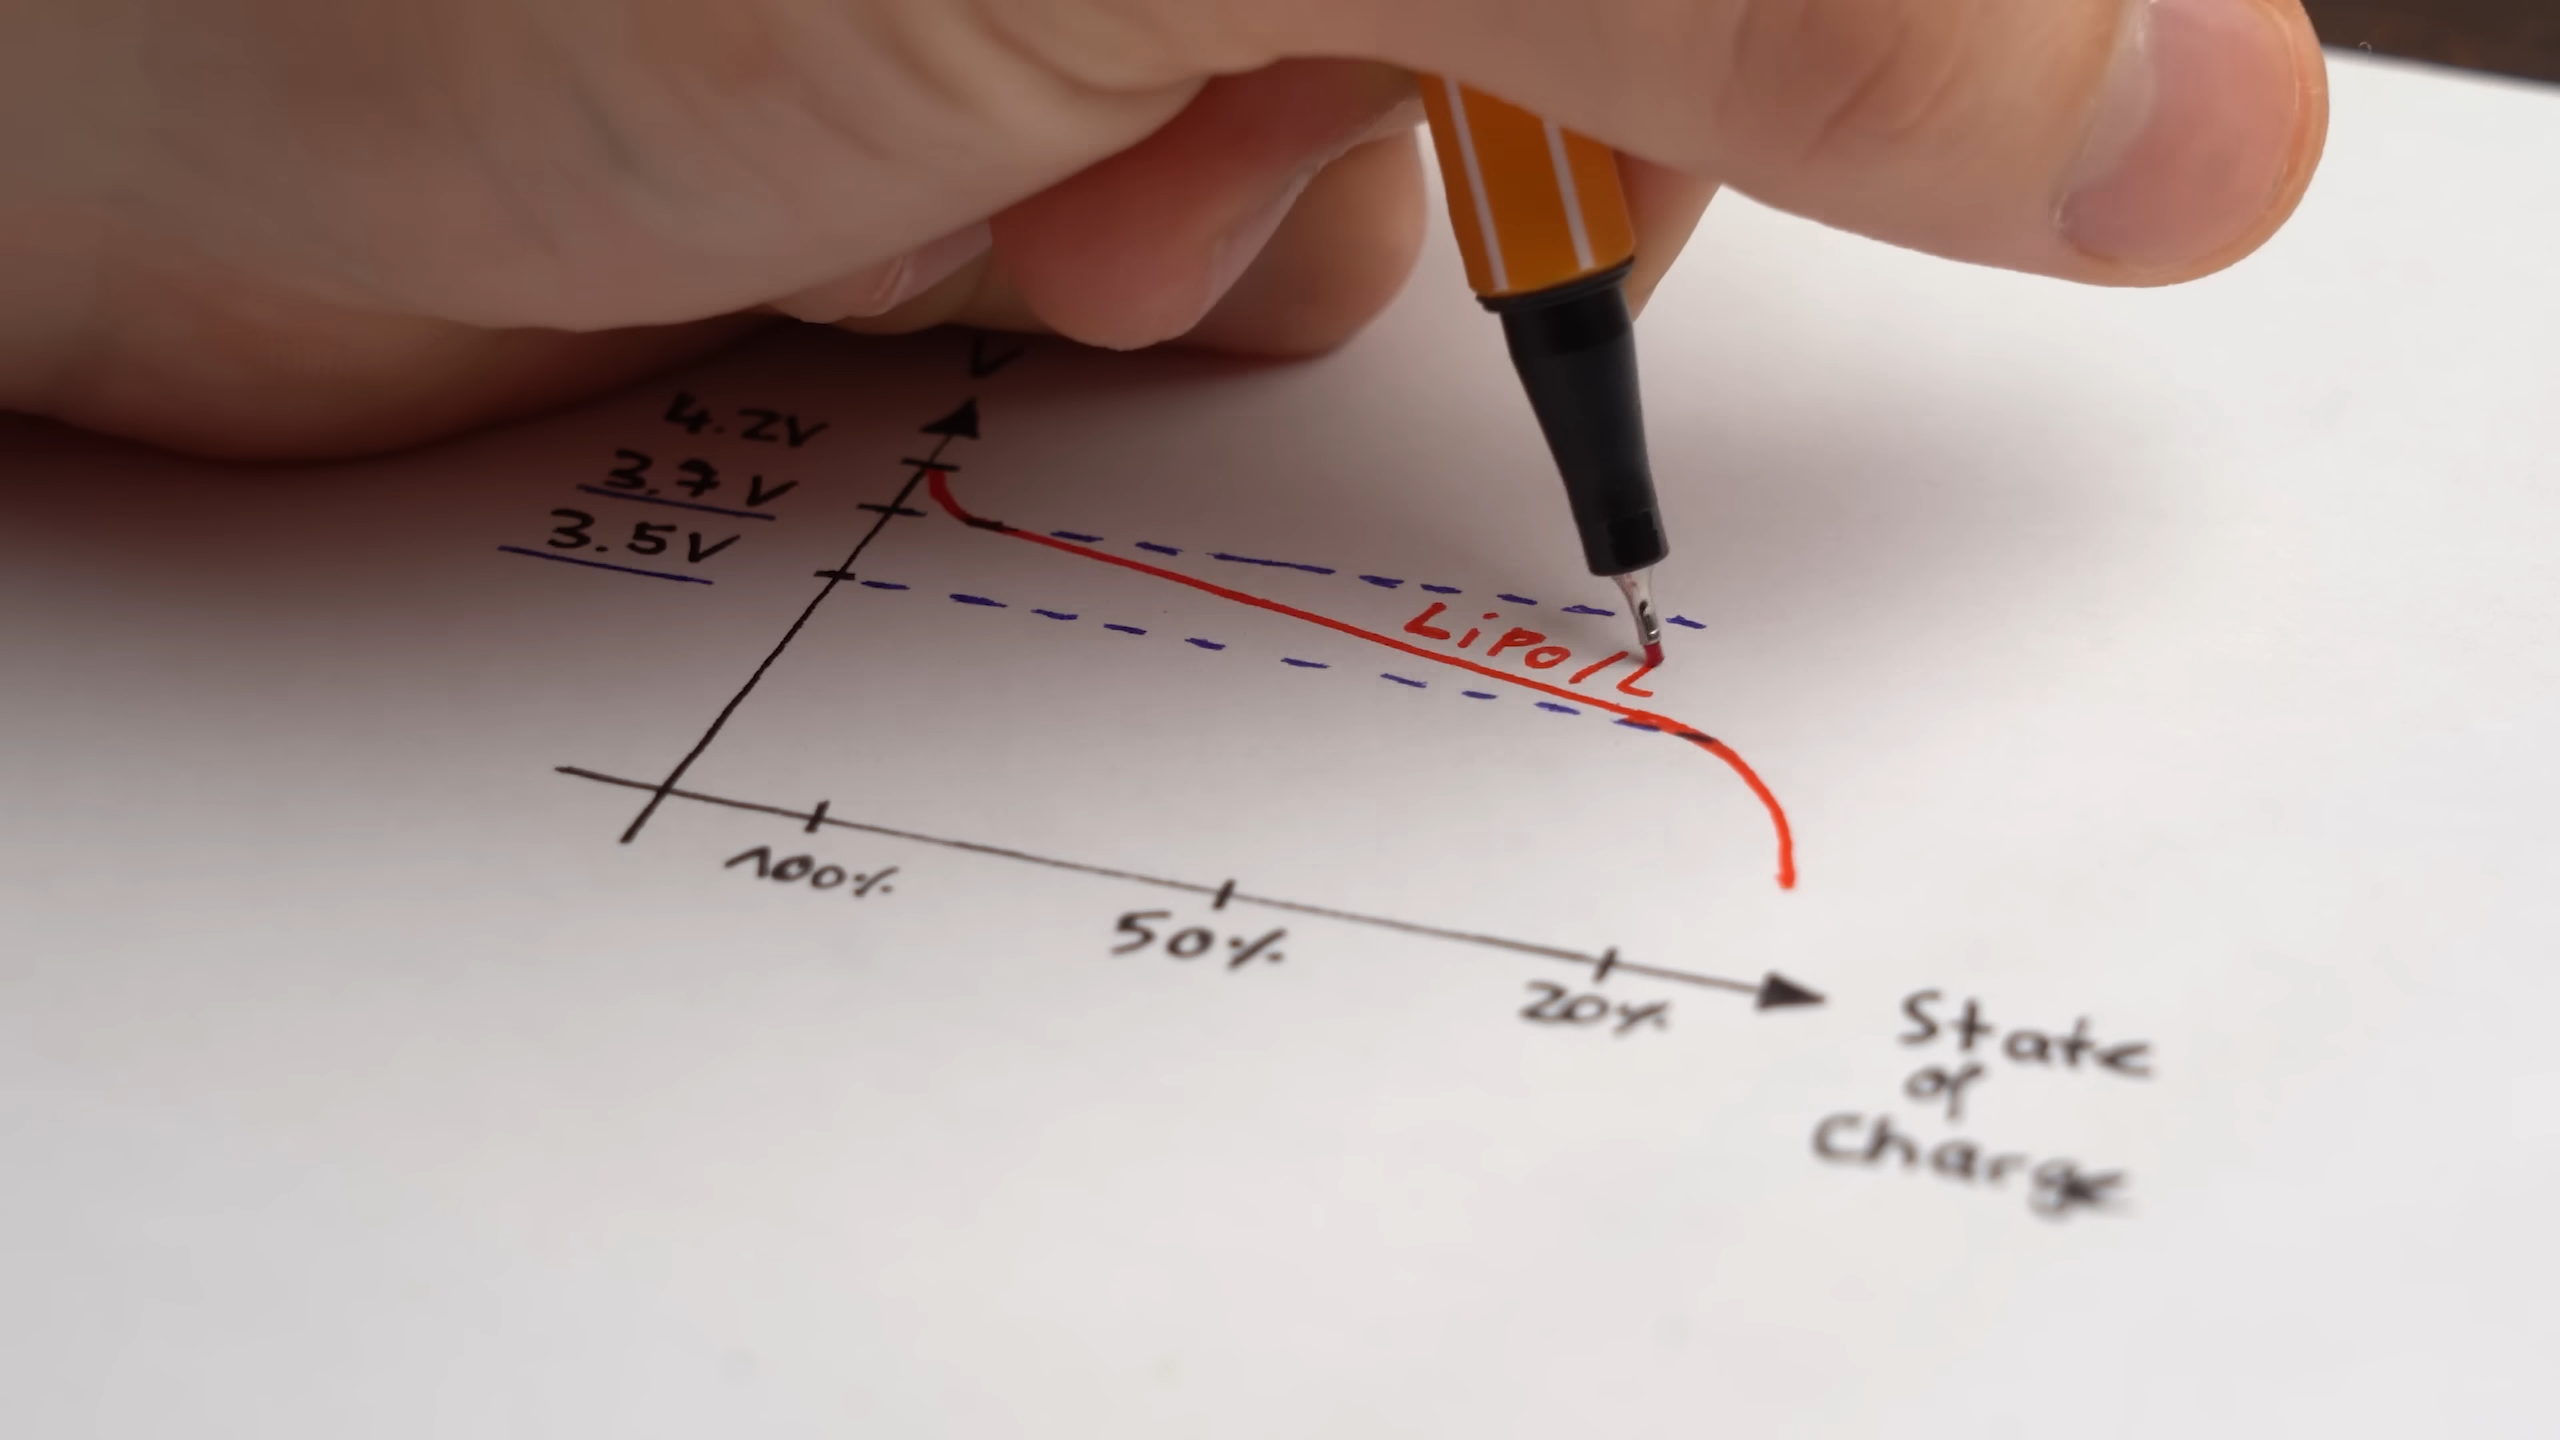 V
4.2V
3.7V
3.5V
LiPo/L
100%
50%
20%
State
of
Charge